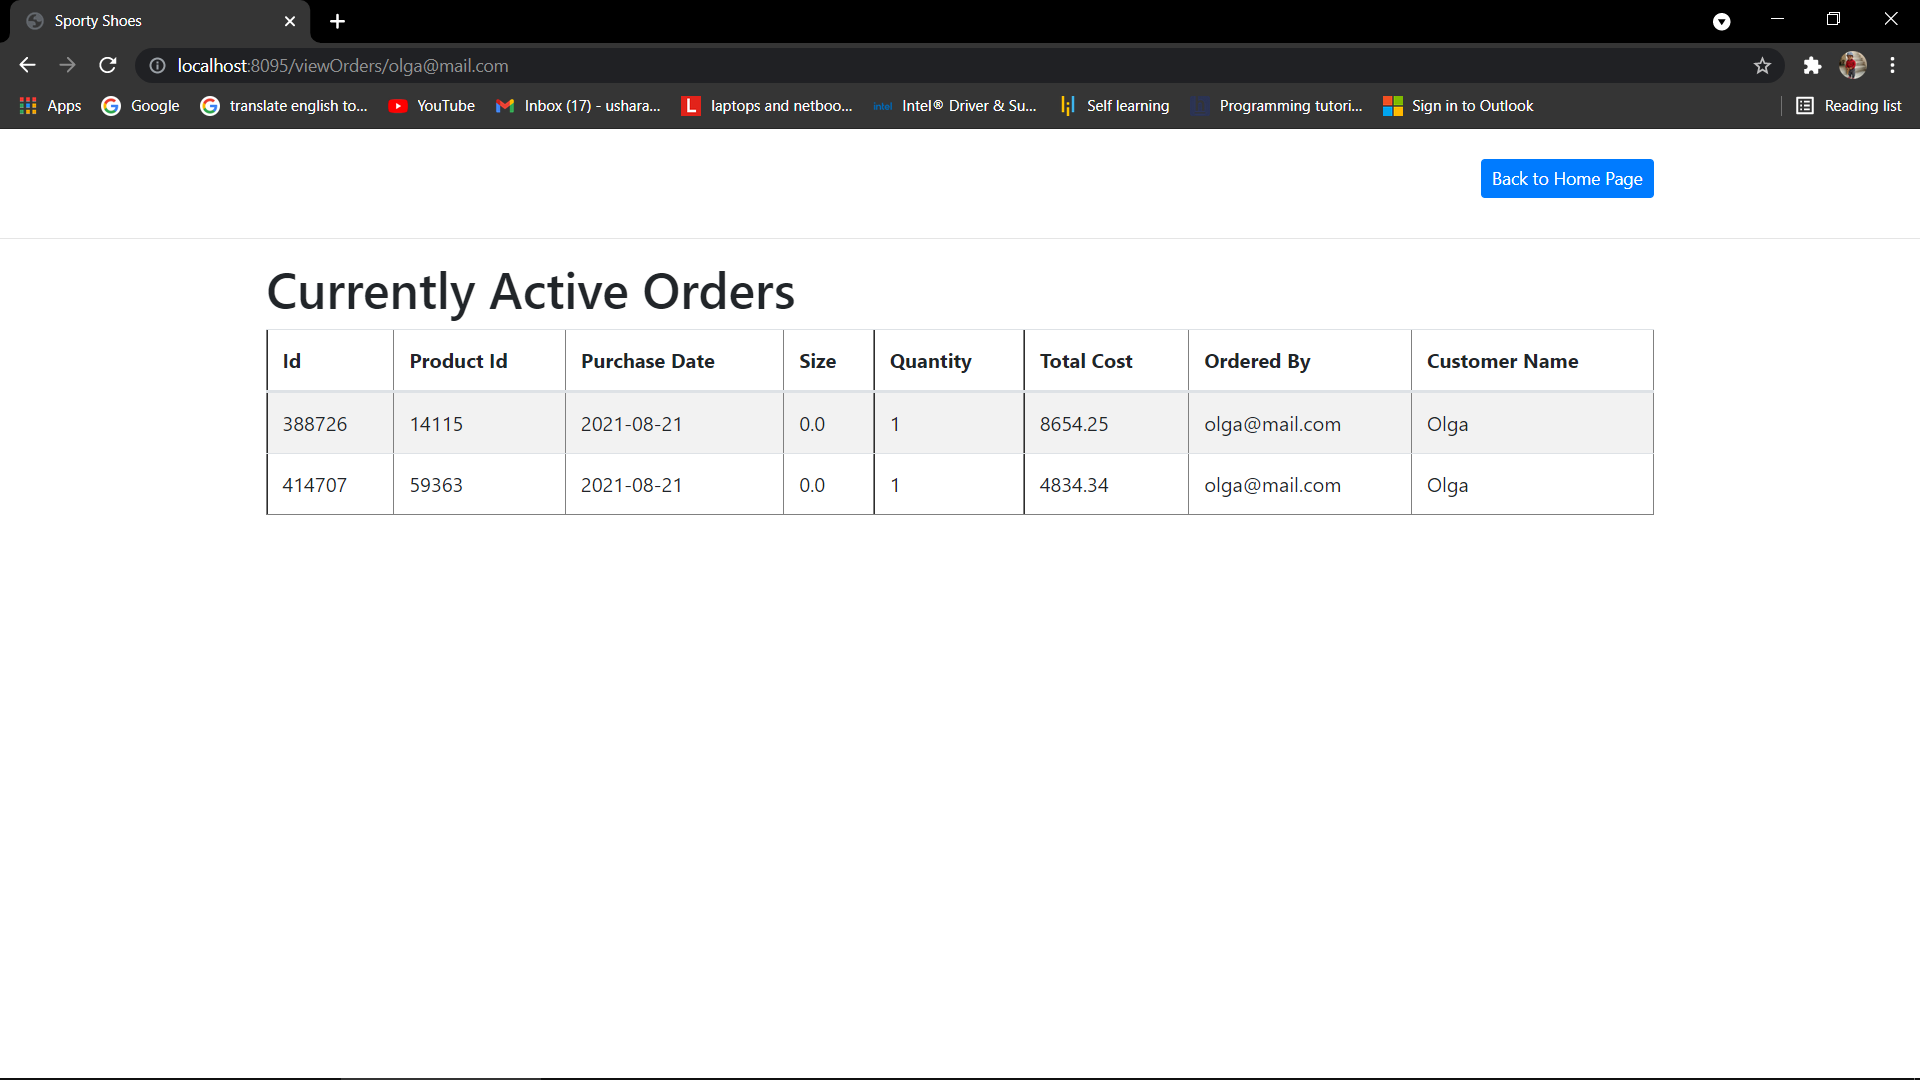 Sporty Shoes
localhost:8095/viewOrders/olga@mail.com
Apps Google translate english to... YouTube Inbox (17) - ushara... L laptops and netboo... intel Intel® Driver & Su... Self learning Programming tutori... Sign in to Outlook Reading list
Back to Home Page
Currently Active Orders
Id Product Id Purchase Date Size Quantity Total Cost Ordered By Customer Name
388726 14115 2021-08-21 0.0 1 8654.25 olga@mail.com Olga
414707 59363 2021-08-21 0.0 1 4834.34 olga@mail.com Olga